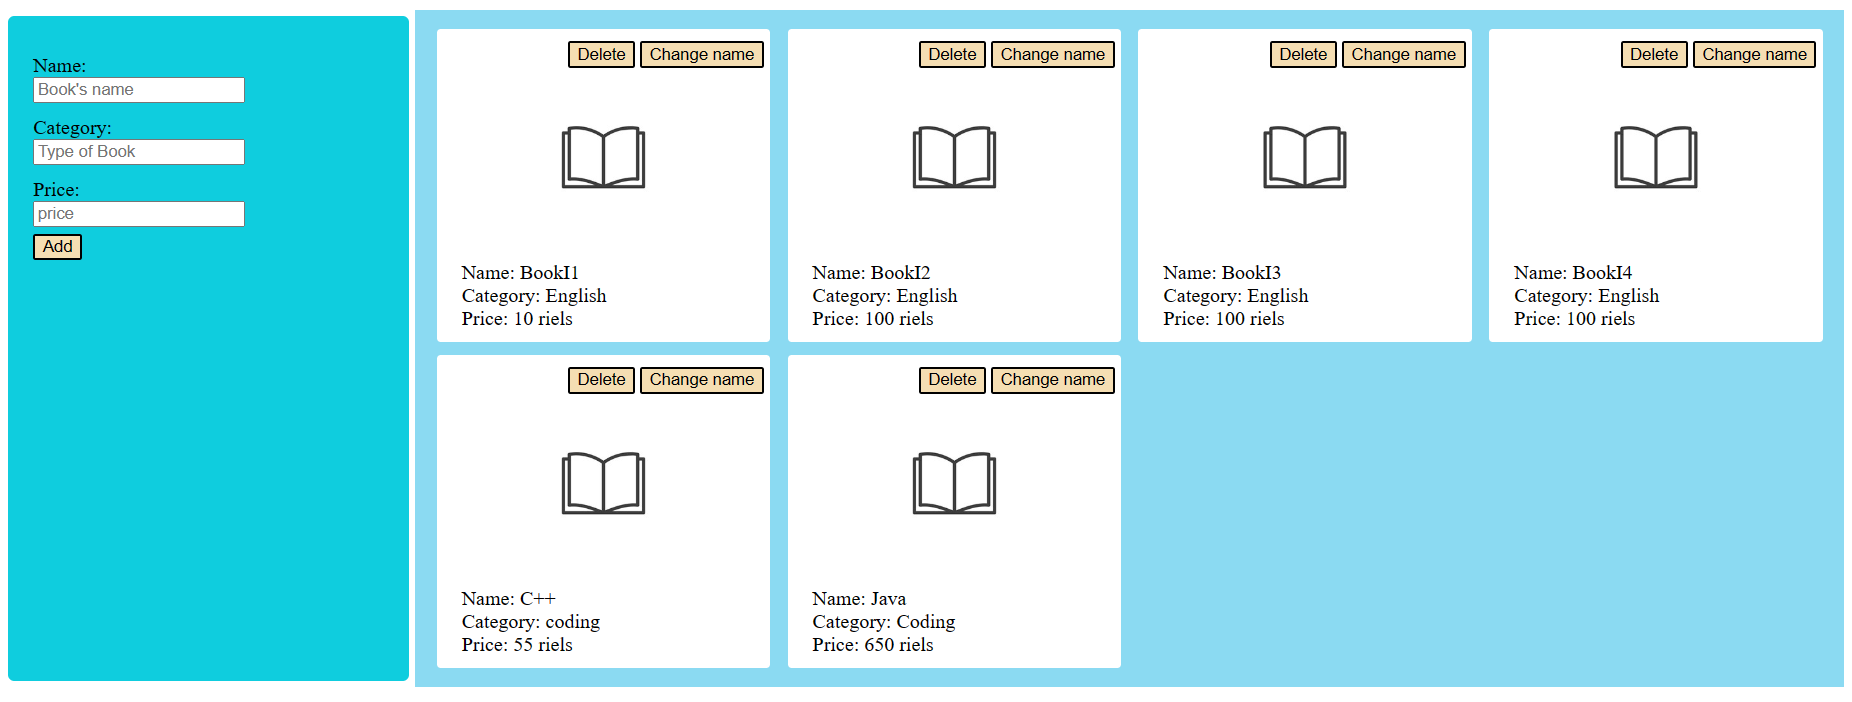 Name:
Book's name
Category:
Type of Book
Price:
price
Add
Delete Change name
Name: BookI1
Category: English
Price: 10 riels
Delete Change name
Name: BookI2
Category: English
Price: 100 riels
Delete Change name
Name: BookI3
Category: English
Price: 100 riels
Delete Change name
Name: BookI4
Category: English
Price: 100 riels
Delete Change name
Name: C++
Category: coding
Price: 55 riels
Delete Change name
Name: Java
Category: Coding
Price: 650 riels